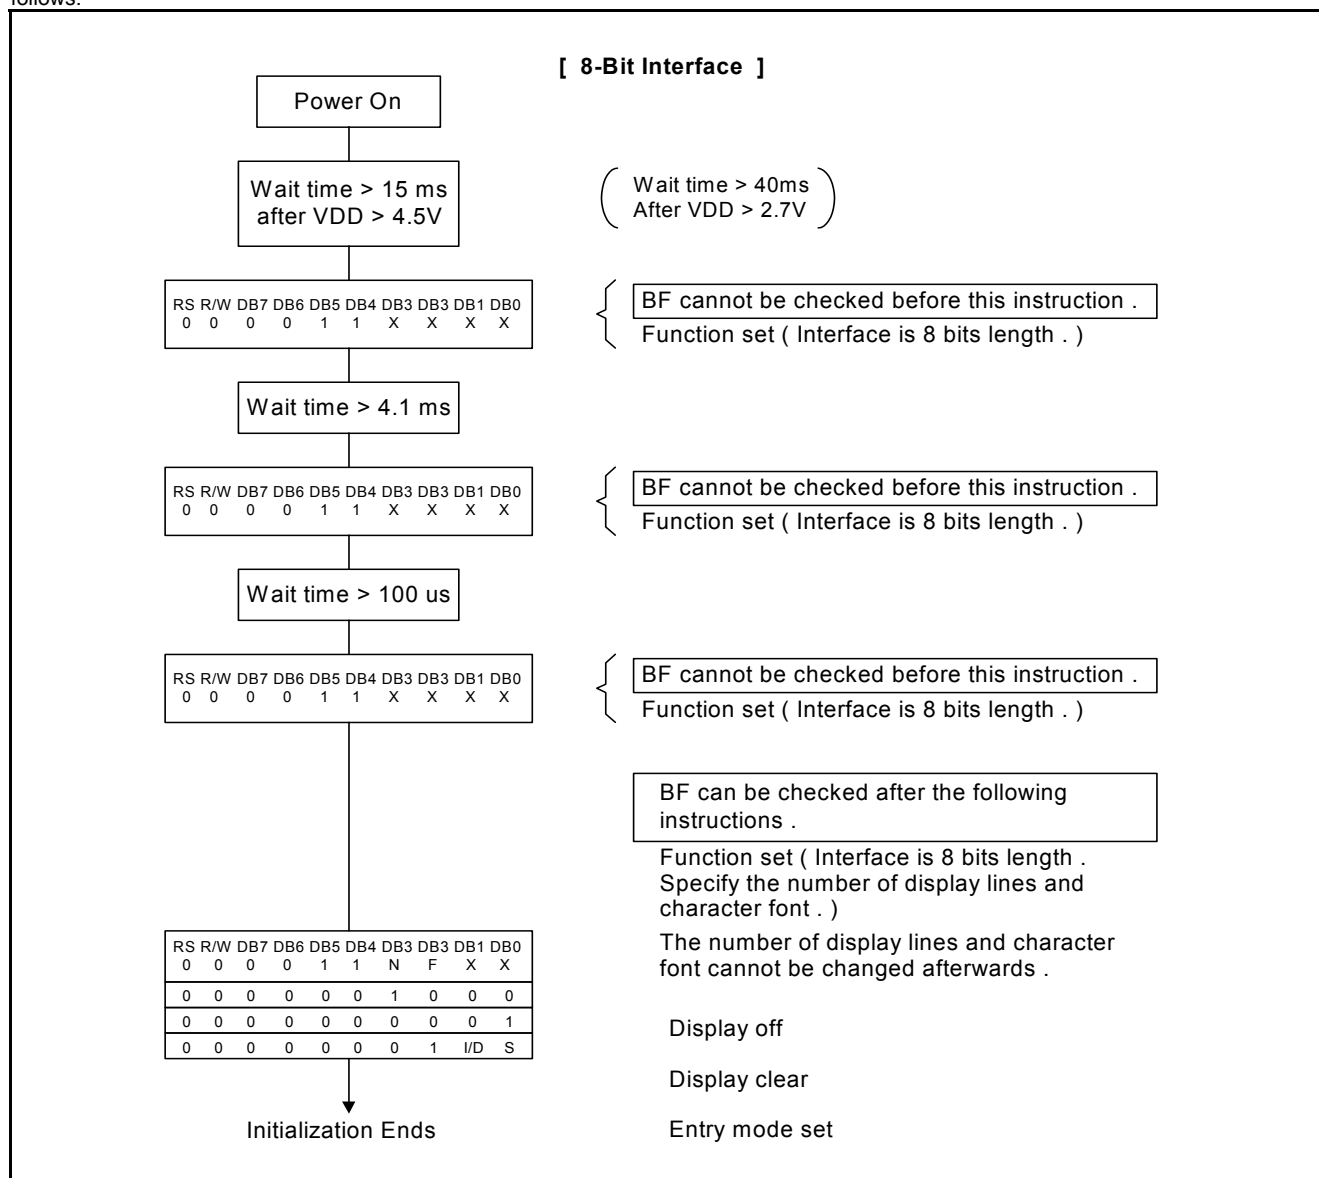 follows:
[ 8-Bit Interface ]
Power On
Wait time > 15 ms
after VDD > 4.5V
Wait time > 40ms
After VDD > 2.7V
RS R/W DB7 DB6 DB5 DB4 DB3 DB3 DB1 DB0
0 0 0 0 1 1 X X X X
BF cannot be checked before this instruction .
Function set ( Interface is 8 bits length . )
Wait time > 4.1 ms
RS R/W DB7 DB6 DB5 DB4 DB3 DB3 DB1 DB0
0 0 0 0 1 1 X X X X
BF cannot be checked before this instruction .
Function set ( Interface is 8 bits length . )
Wait time > 100 us
RS R/W DB7 DB6 DB5 DB4 DB3 DB3 DB1 DB0
0 0 0 0 1 1 X X X X
BF cannot be checked before this instruction .
Function set ( Interface is 8 bits length . )
BF can be checked after the following
instructions .
Function set ( Interface is 8 bits length .
Specify the number of display lines and
character font . )
RS R/W DB7 DB6 DB5 DB4 DB3 DB3 DB1 DB0
0 0 0 0 1 1 N F X X
0 0 0 0 0 0 1 0 0 0
0 0 0 0 0 0 0 0 0 1
0 0 0 0 0 0 0 1 I/D S
The number of display lines and character
font cannot be changed afterwards .
Display off
Display clear
Initialization Ends
Entry mode set